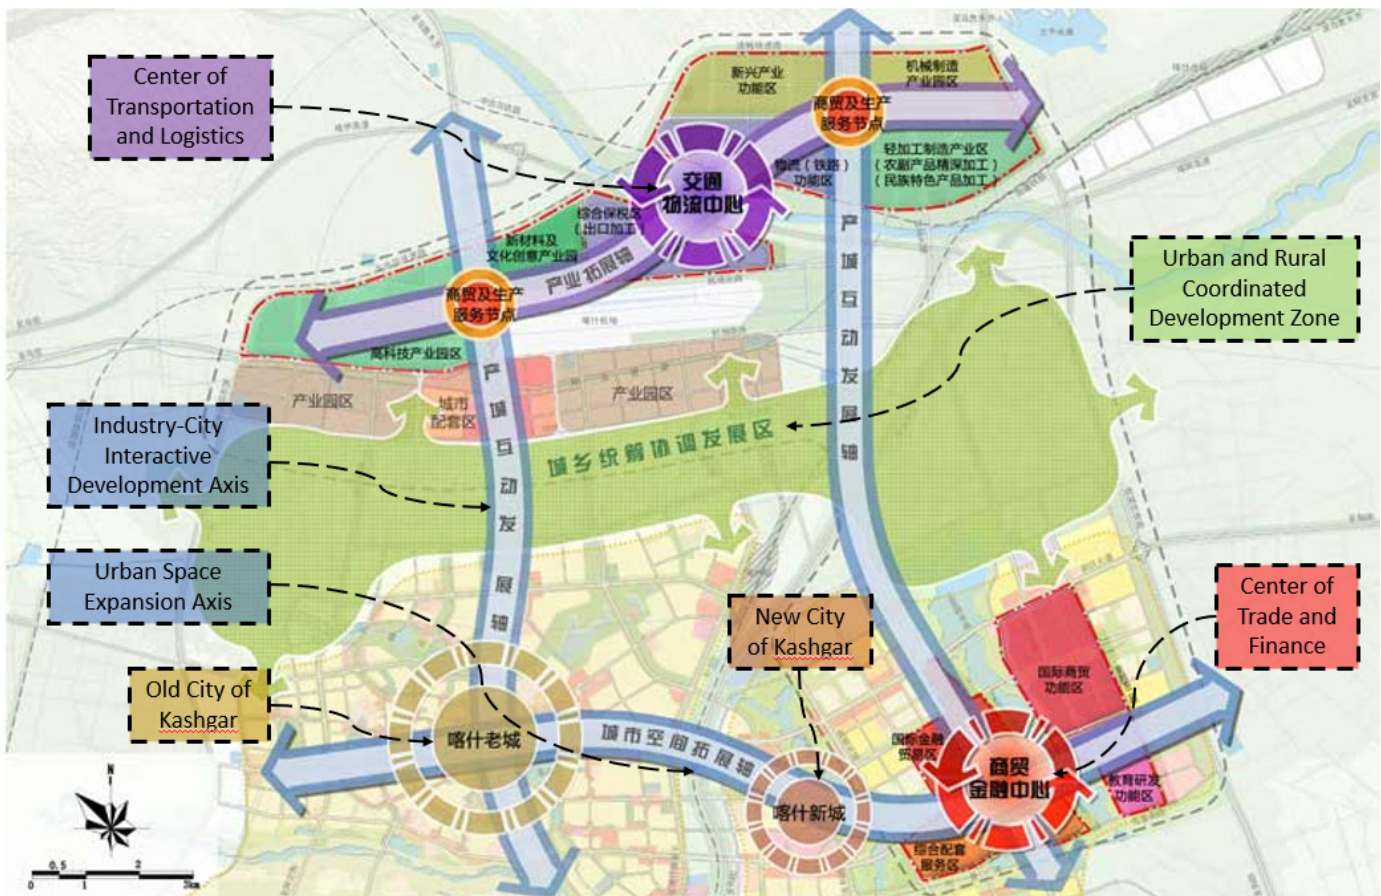 Center of
Transportation
and Logistics
新兴产业
功能区
机械制造
产业园区
商贸及生产
服务节点
轻加工制造产业区
(农副产品精深加工)
(民族特色产品加工)
物流(铁路)
功能区
交通
物流中心
综合保税区
(出口加工)
新材料及
文化创意产业园
产业拓展轴
商贸及生产
服务节点
高科技产业园区
喀什机场
Urban and Rural
Coordinated
Development Zone
产业园区
城市
配套区
产业园区
产城互动发展轴
产城互动发展轴
城乡统筹协调发展区
Industry-City
Interactive
Development Axis
Urban Space
Expansion Axis
New City
of Kashgar
Center of
Trade and
Finance
Old City of
Kashgar
喀什老城
城市空间拓展轴
喀什新城
国际商贸
功能区
国际金融
贸易区
商贸
金融中心
教育研发
功能区
综合配套
服务区
N
0.5
2
0
1
3km